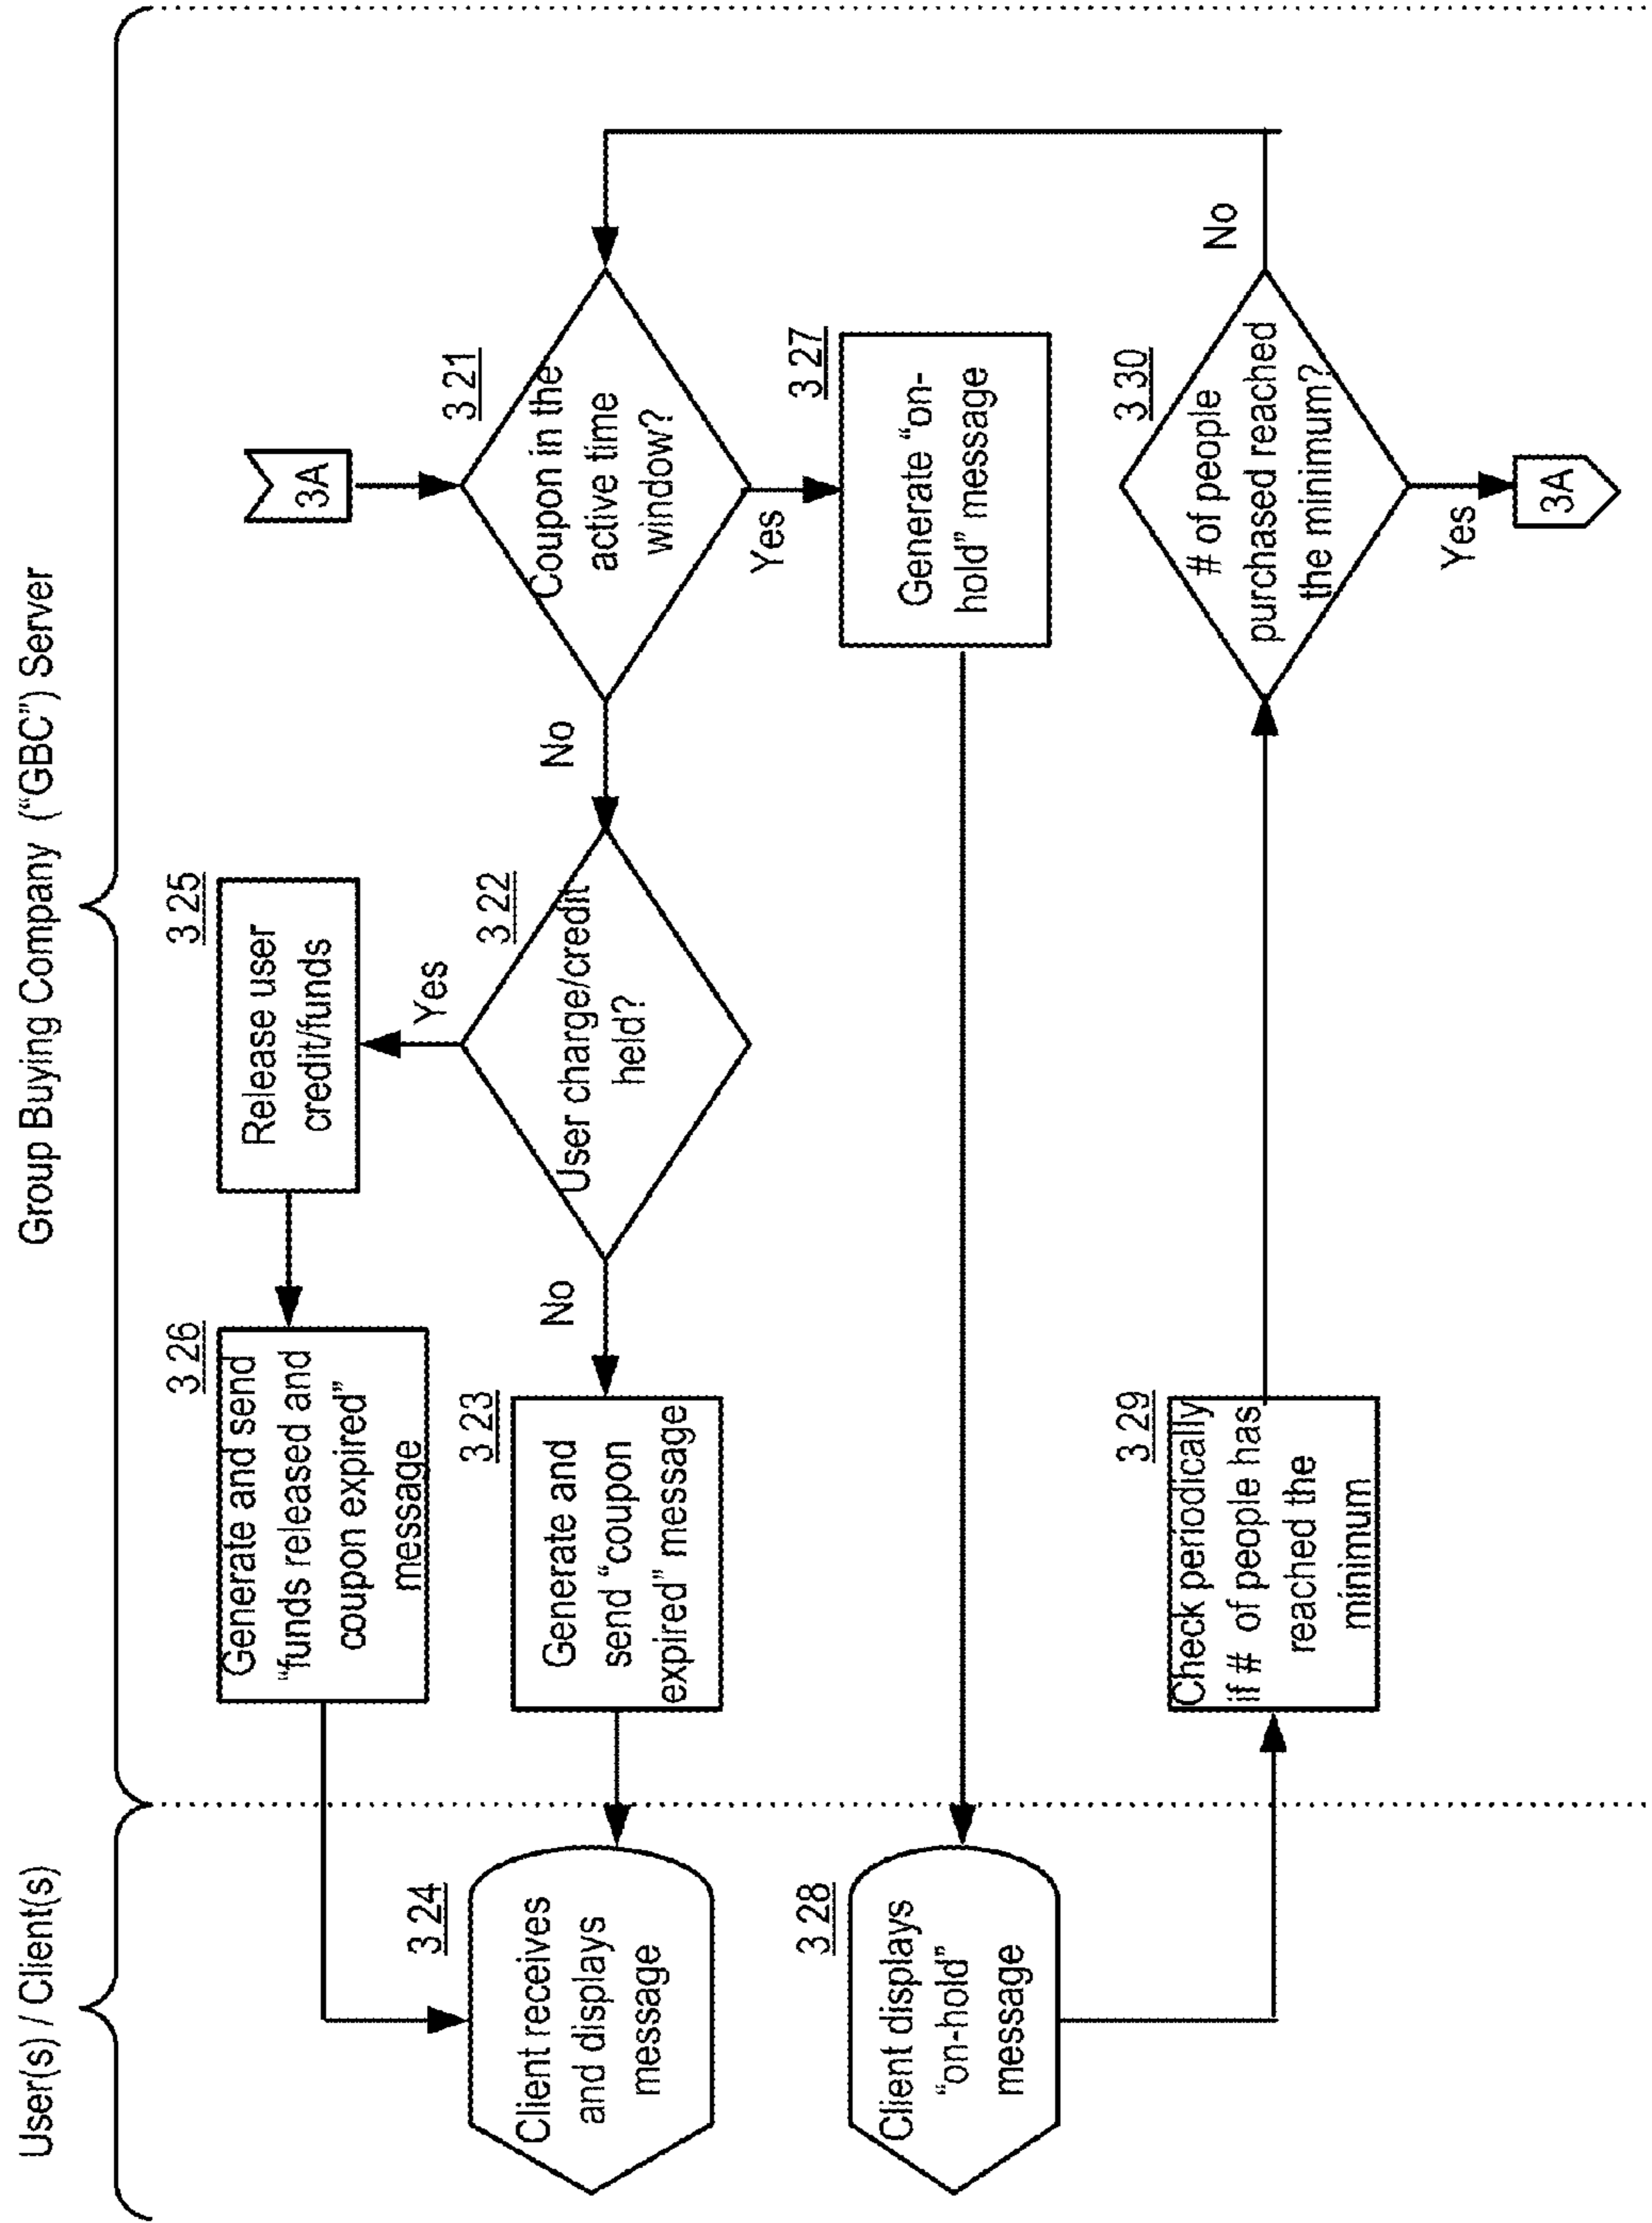 User(s) / Client(s)
Group Buying Company ("GBC") Server
3A
3 21
Coupon in the
active time
window?
No
Yes
3 22
User charge/credit
held?
Yes
No
3 25
Release user
credit/funds
3 26
Generate and send
“funds released and
coupon expired”
message
3 23
Generate and
send “coupon
expired” message
3 24
Client receives
and displays
message
3 27
Generate “on-
hold” message
3 28
Client displays
“on-hold”
message
3 29
Check periodically
if # of people has
reached the
minimum
3 30
# of people
purchased reached
the minimum?
No
Yes
3A